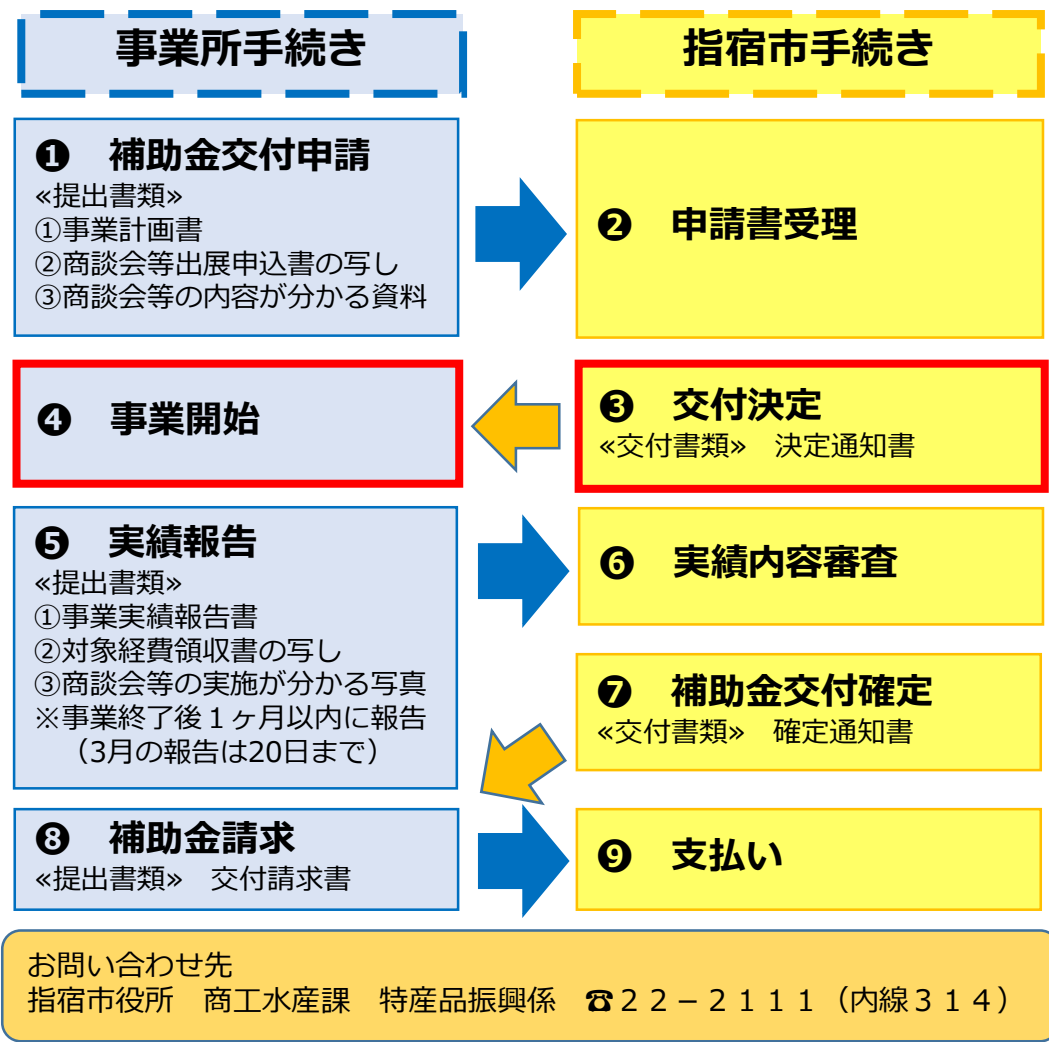 事業所手続き
指宿市手続き
❶　補助金交付申請
«提出書類»
①事業計画書
②商談会等出展申込書の写し
③商談会等の内容が分かる資料
❷　申請書受理
❸　交付決定
«交付書類»　決定通知書
❹　事業開始
❺　実績報告
«提出書類»
①事業実績報告書
②対象経費領収書の写し
③商談会等の実施が分かる写真
※事業終了後１ヶ月以内に報告
（3月の報告は20日まで）
❻　実績内容審査
❼　補助金交付確定
«交付書類»　確定通知書
❽　補助金請求
«提出書類»　交付請求書
❾　支払い
お問い合わせ先
指宿市役所　商工水産課　特産品振興係　☎２２－２１１１（内線３１４）